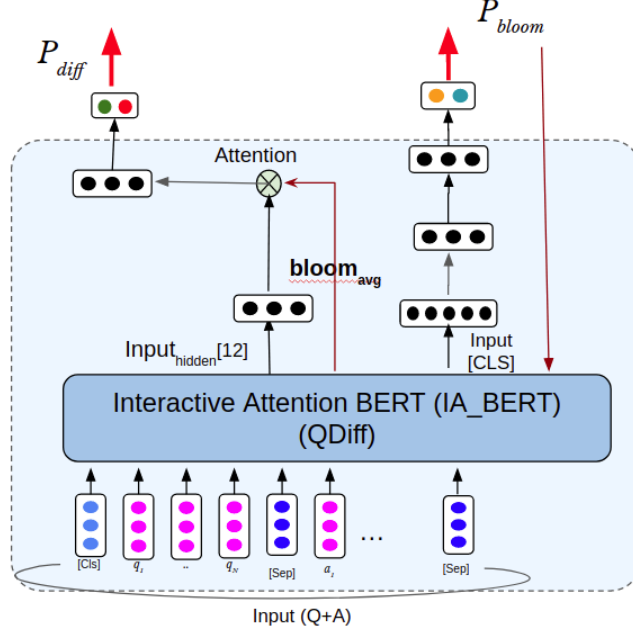 P_diff
P_bloom
Attention
bloom_avg
Input_hidden[12]
Input
[CLS]
Interactive Attention BERT (IA_BERT)
(QDiff)
[Cls] q_1 .. q_N [Sep] a_1 ... [Sep]
Input (Q+A)